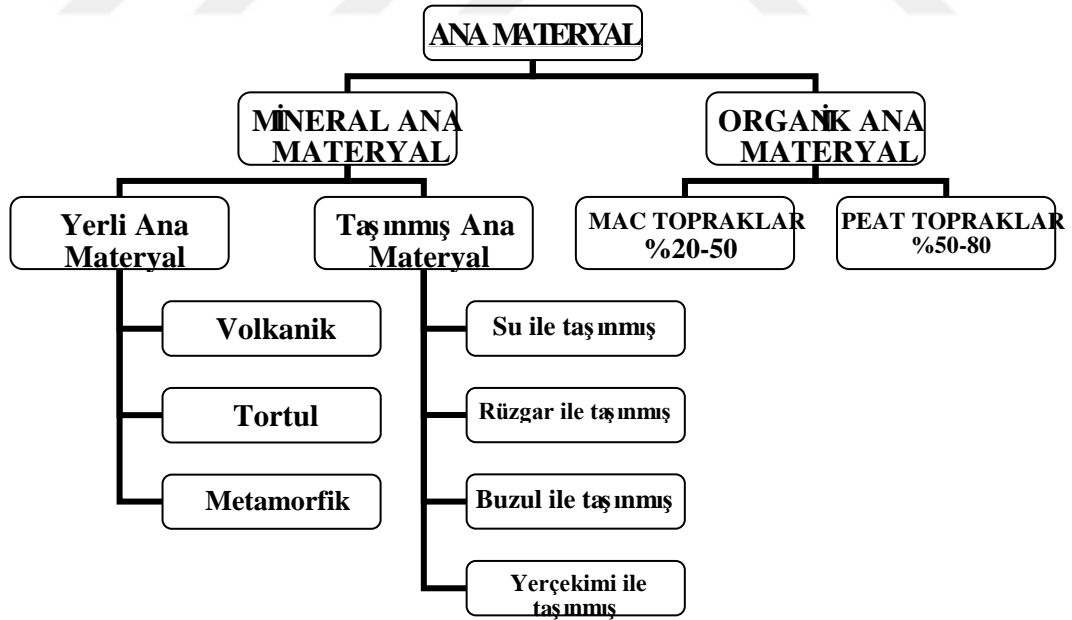 ANA MATERYAL
MİNERAL ANA
MATERYAL
ORGANİK ANA
MATERYAL
Yerli Ana
Materyal
Taşınmış Ana
Materyal
MAC TOPRAKLAR
%20-50
PEAT TOPRAKLAR
%50-80
Volkanik
Tortul
Metamorfik
Su ile taşınmış
Rüzgar ile taşınmış
Buzul ile taşınmış
Yerçekimi ile
taşınmış